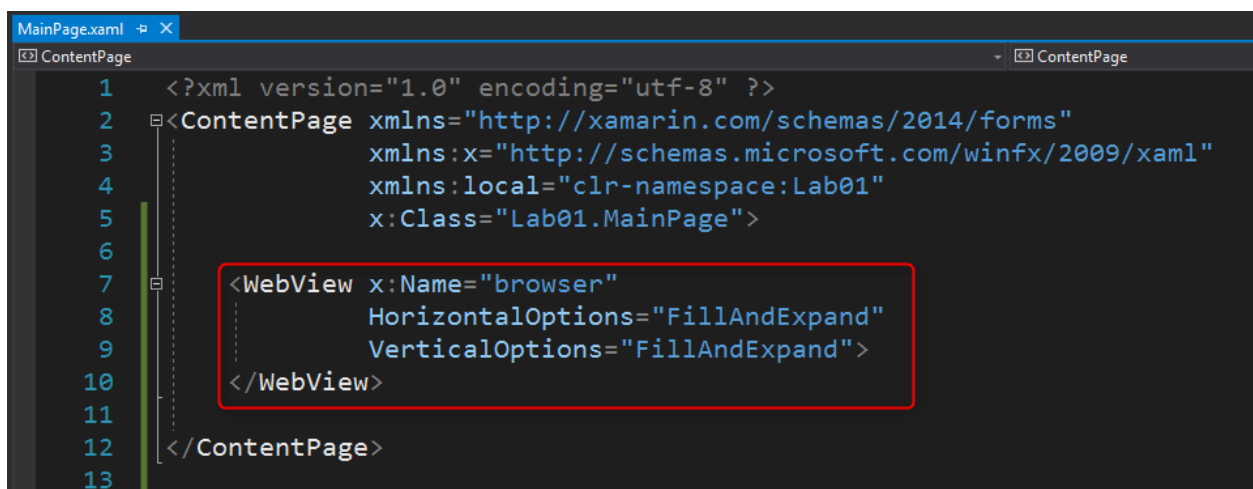 MainPage.xaml
ContentPage ContentPage
1 <?xml version="1.0" encoding="utf-8" ?>
2 <ContentPage xmlns="http://xamarin.com/schemas/2014/forms"
3 xmlns:x="http://schemas.microsoft.com/winfx/2009/xaml"
4 xmlns:local="clr-namespace:Lab01"
5 x:Class="Lab01.MainPage">
6
7 <WebView x:Name="browser"
8 HorizontalOptions="FillAndExpand"
9 VerticalOptions="FillAndExpand">
10 </WebView>
11
12 </ContentPage>
13